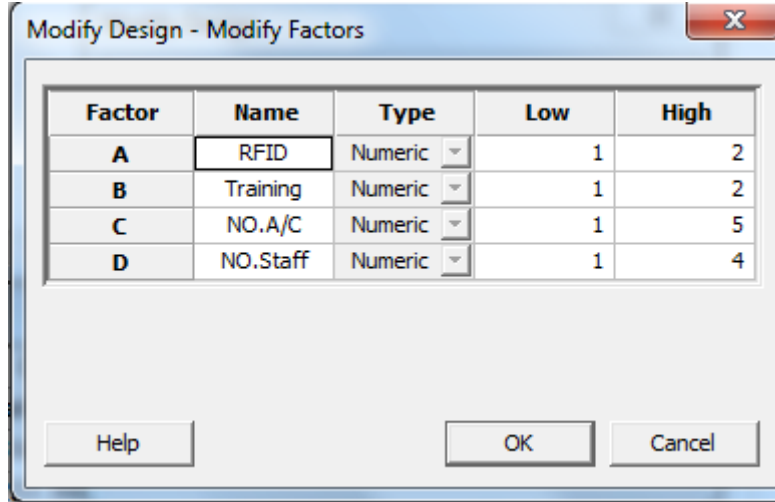 Modify Design - Modify Factors
Factor Name Type Low High
A RFID Numeric 1 2
B Training Numeric 1 2
C NO.A/C Numeric 1 5
D NO.Staff Numeric 1 4
Help OK Cancel